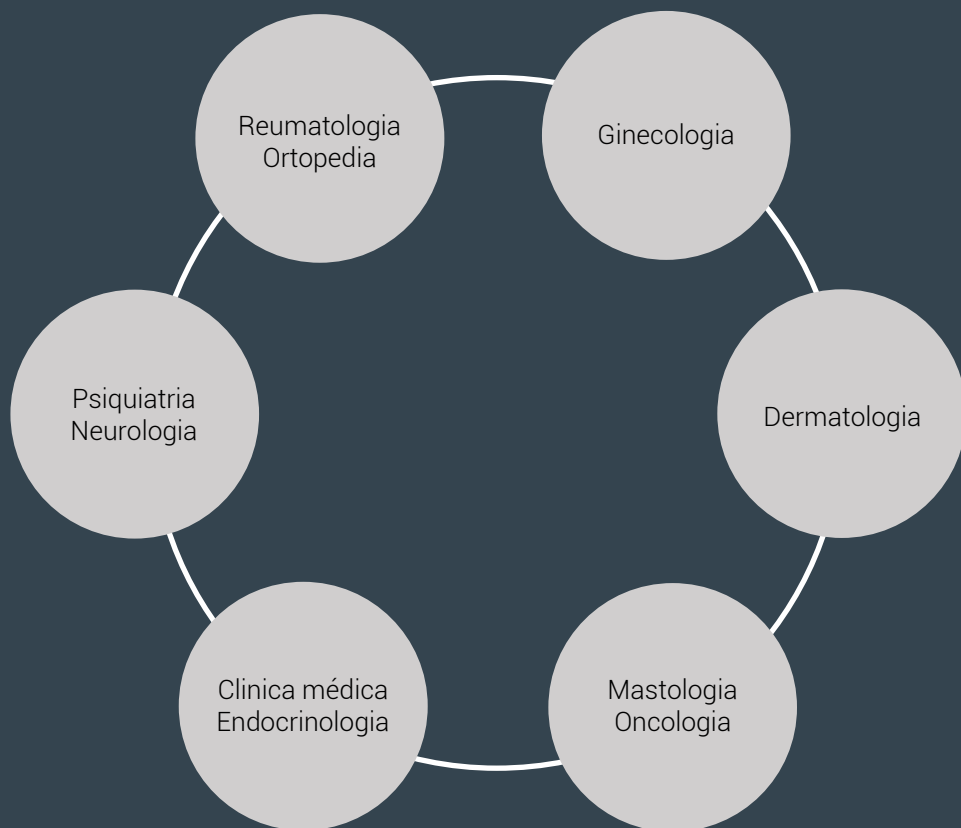 Reumatologia
Ortopedia
Ginecologia
Psiquiatria
Neurologia
Dermatologia
Clinica médica
Endocrinologia
Mastologia
Oncologia